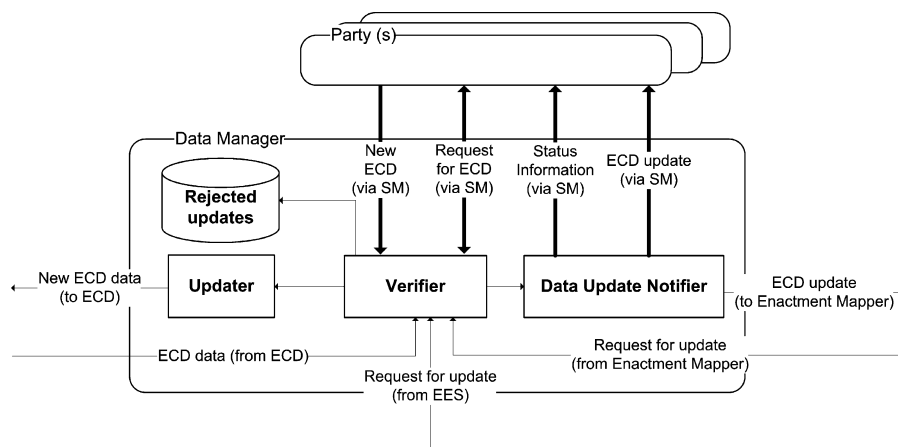 Party (s)
Data Manager
New
ECD
(via SM)
Request
for ECD
(via SM)
Status
Information
(via SM)
ECD update
(via SM)
Rejected
updates
New ECD data
(to ECD)
Updater
Verifier
Data Update Notifier
ECD update
(to Enactment Mapper)
ECD data (from ECD)
Request for update
(from EES)
Request for update
(from Enactment Mapper)